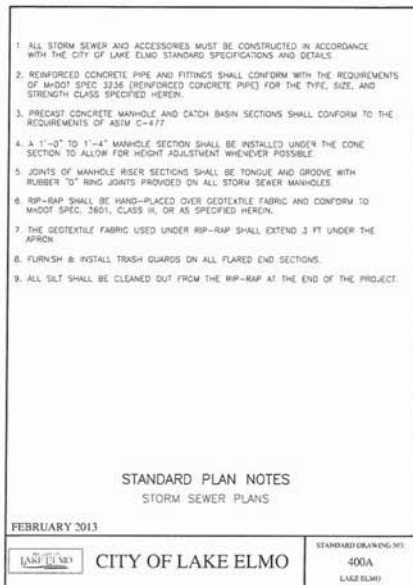 1. ALL STORM SEWER AND ACCESSORIES MUST BE CONSTRUCTED IN ACCORDANCE
WITH THE CITY OF LAKE ELMO STANDARD SPECIFICATIONS AND DETAILS.
2. REINFORCED CONCRETE PIPE AND FITTINGS SHALL CONFORM WITH THE REQUIREMENTS
OF MnDOT SPEC 3236 (REINFORCED CONCRETE PIPE) FOR THE TYPE, SIZE, AND
STRENGTH CLASS SPECIFIED HEREIN.
3. PRECAST CONCRETE MANHOLE AND CATCH BASIN SECTIONS SHALL CONFORM TO THE
REQUIREMENTS OF ASTM C-477
4. A 1'-0" TO 1'-4" MANHOLE SECTION SHALL BE INSTALLED UNDER THE CONE
SECTION TO ALLOW FOR HEIGHT ADJUSTMENT WHENEVER POSSIBLE.
5. JOINTS OF MANHOLE RISER SECTIONS SHALL BE TONGUE AND GROOVE WITH
RUBBER "O" RING JOINTS PROVIDED ON ALL STORM SEWER MANHOLES.
6. RIP-RAP SHALL BE HAND-PLACED OVER GEOTEXTILE FABRIC AND CONFORM TO
MnDOT SPEC. 3601, CLASS III, OR AS SPECIFIED HEREIN.
7. THE GEOTEXTILE FABRIC USED UNDER RIP-RAP SHALL EXTEND 3 FT UNDER THE
APRON.
8. FURNISH & INSTALL TRASH GUARDS ON ALL FLARED END SECTIONS.
9. ALL SILT SHALL BE CLEANED OUT FROM THE RIP-RAP AT THE END OF THE PROJECT.
STANDARD PLAN NOTES
STORM SEWER PLANS
FEBRUARY 2013
LAKE ELMO
CITY OF LAKE ELMO
STANDARD DRAWING NO.
400A
LAKE ELMO